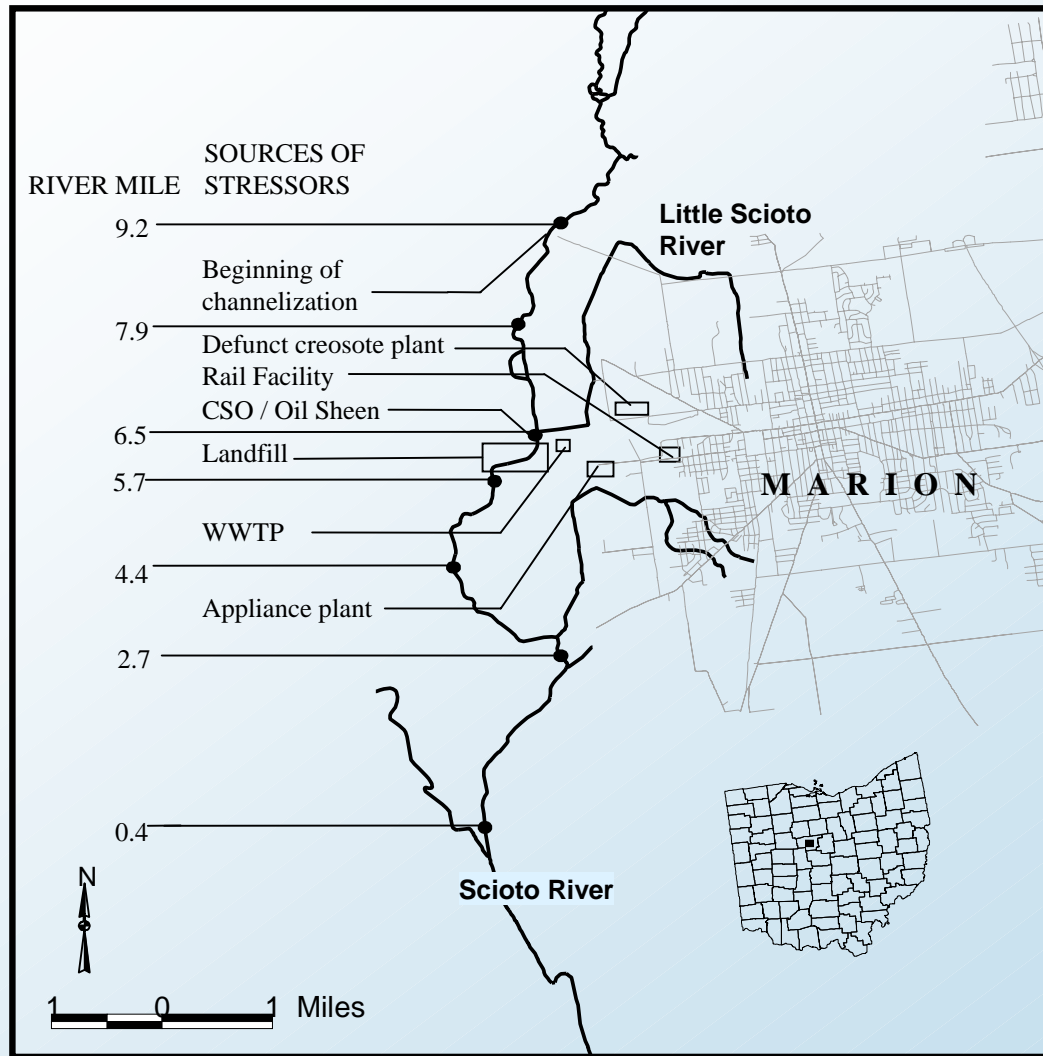 SOURCES OF
RIVER MILE STRESSORS
9.2
Little Scioto
River
Beginning of
channelization
7.9
Defunct creosote plant
Rail Facility
CSO / Oil Sheen
6.5
Landfill
5.7
MARION
WWTP
4.4
Appliance plant
2.7
0.4
Scioto River
N
1 0 1 Miles